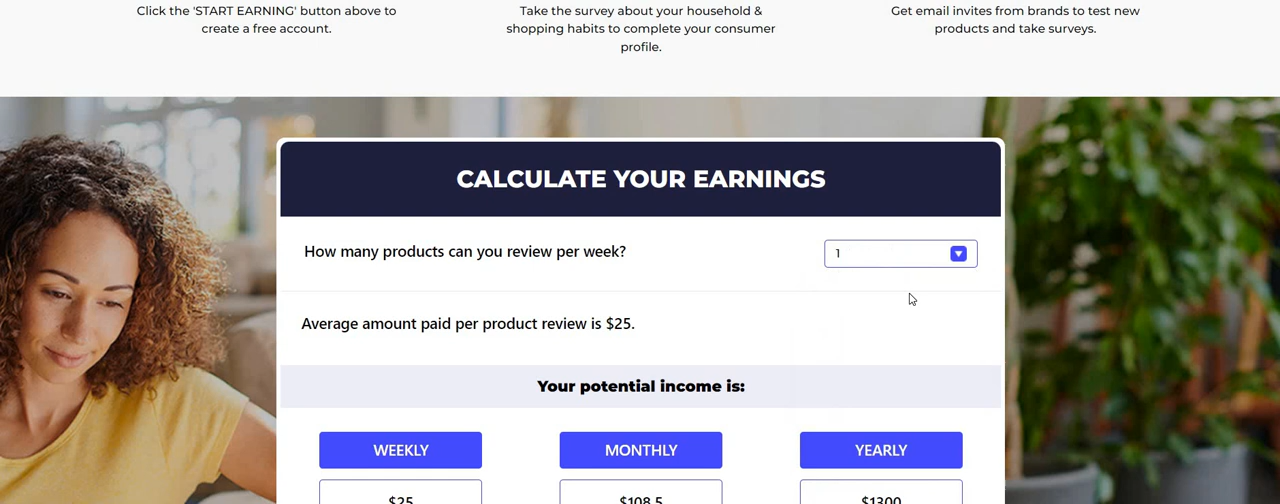 Click the 'START EARNING' button above to
create a free account.
Take the survey about your household &
shopping habits to complete your consumer
profile.
Get email invites from brands to test new
products and take surveys.
CALCULATE YOUR EARNINGS
How many products can you review per week?
1
Average amount paid per product review is $25.
Your potential income is:
WEEKLY
MONTHLY
YEARLY
$25
$108.5
$1300